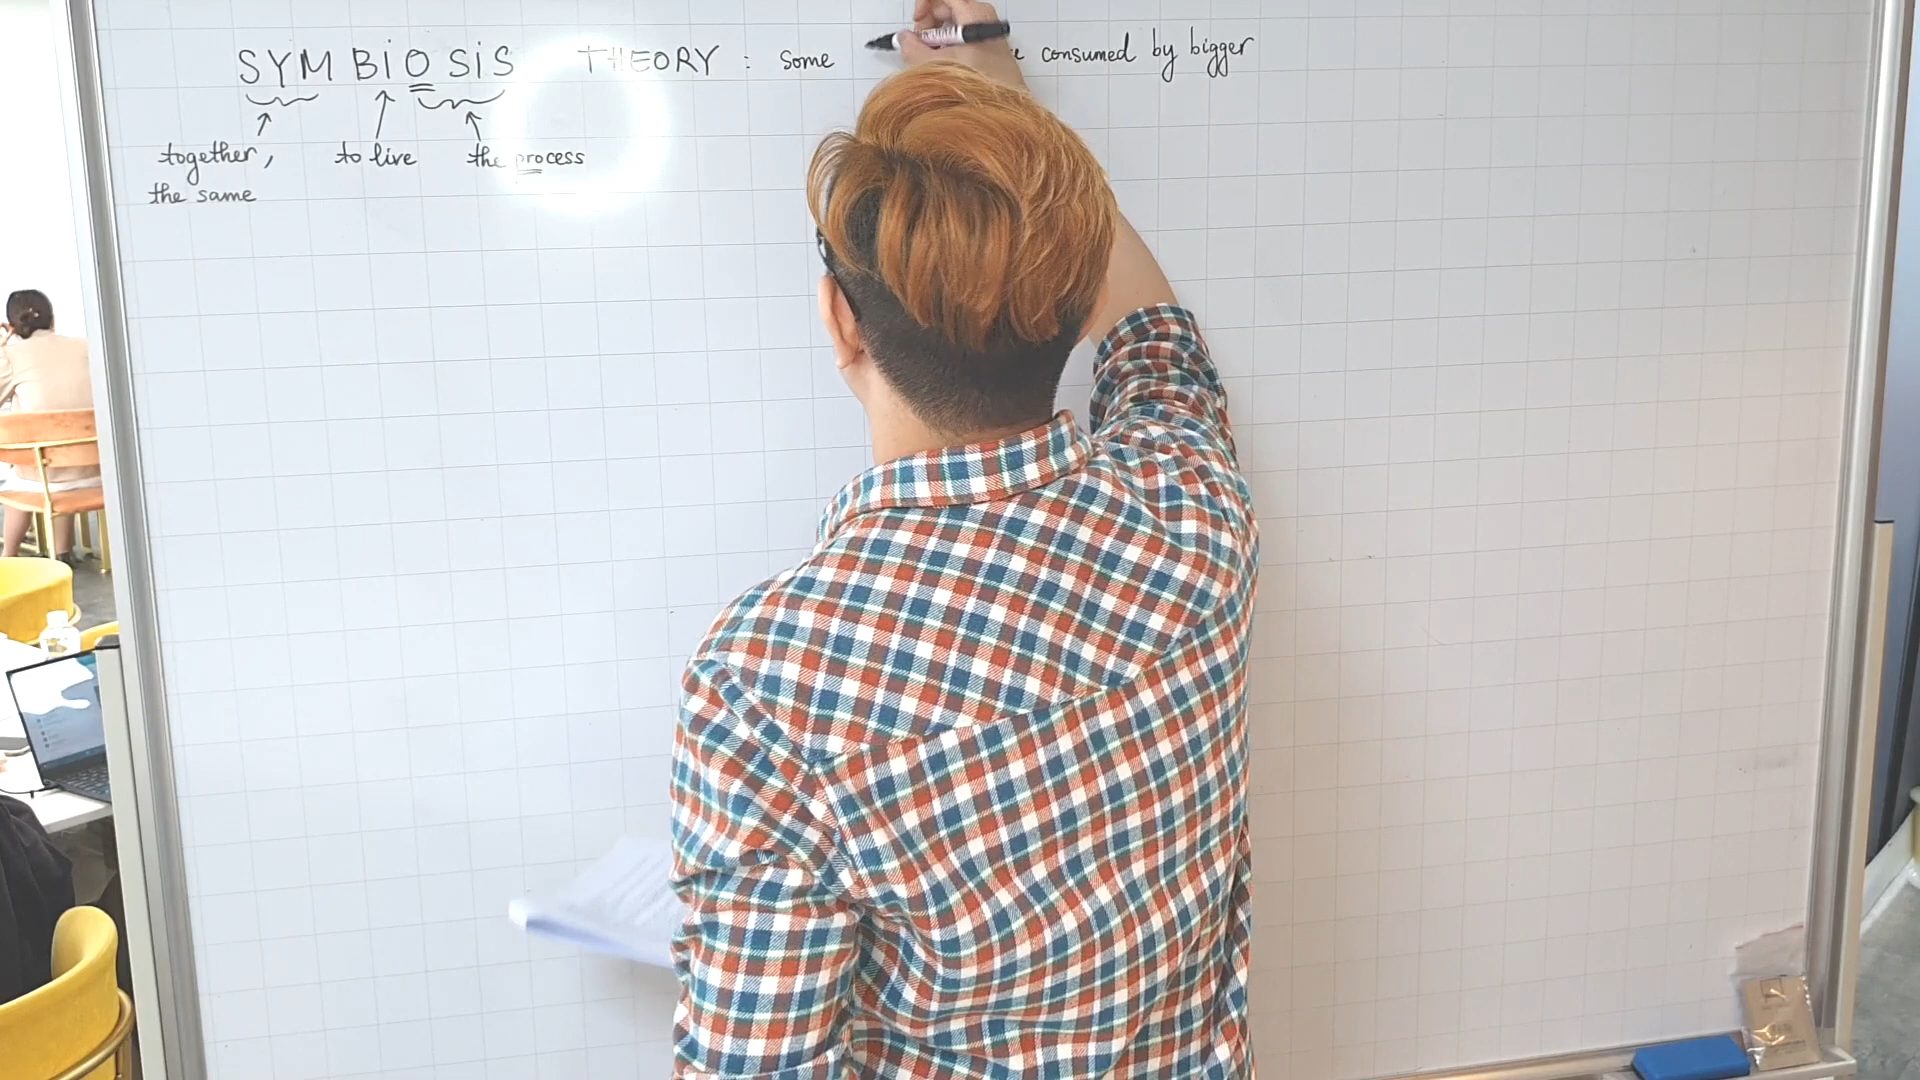 SYMBiOSiS THEORY : some consumed by bigger
together, to live the process
the same